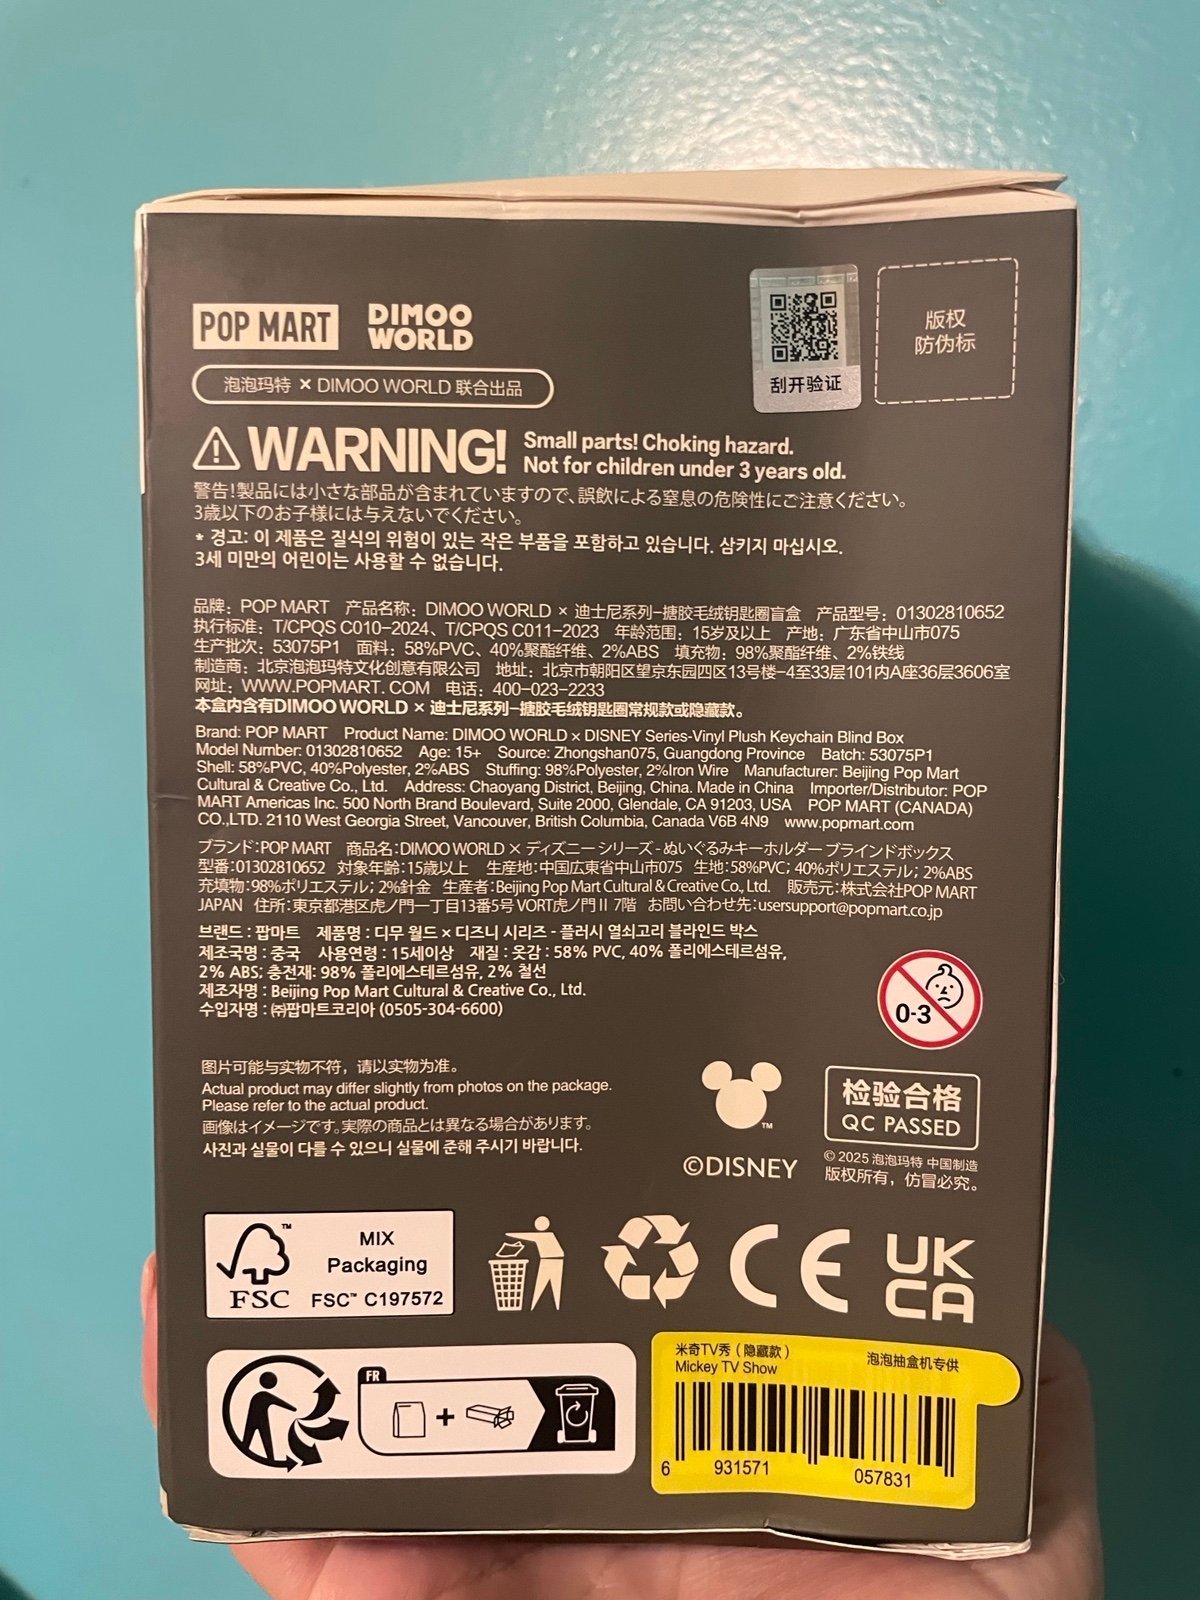 POP MART
DIMOO
WORLD
泡泡玛特 × DIMOO WORLD 联合出品
刮开验证
版权
防伪标
WARNING!
Small parts! Choking hazard.
Not for children under 3 years old.
警告!製品には小さな部品が含まれていますので、誤飲による窒息の危険性にご注意ください。
3歳以下のお子様には与えないでください。
* 경고: 이 제품은 질식의 위험이 있는 작은 부품을 포함하고 있습니다. 삼키지 마십시오.
3세 미만의 어린이는 사용할 수 없습니다.
品牌: POP MART 产品名称: DIMOO WORLD × 迪士尼系列-搪胶毛绒钥匙圈盲盒 产品型号: 01302810652
执行标准: T/CPQS C010-2024、T/CPQS C011-2023 年龄范围: 15岁及以上 产地: 广东省中山市075
生产批次: 53075P1 面料: 58%PVC、40%聚酯纤维、2%ABS 填充物: 98%聚酯纤维、2%铁线
制造商: 北京泡泡玛特文化创意有限公司 地址: 北京市朝阳区望京东园四区13号楼-4至33层101内A座36层3606室
网址: WWW.POPMART. COM 电话: 400-023-2233
本盒内含有DIMOO WORLD × 迪士尼系列-搪胶毛绒钥匙圈常规款或隐藏款。
Brand: POP MART Product Name: DIMOO WORLD × DISNEY Series-Vinyl Plush Keychain Blind Box
Model Number: 01302810652 Age: 15+ Source: Zhongshan075, Guangdong Province Batch: 53075P1
Shell: 58%PVC, 40%Polyester, 2%ABS Stuffing: 98%Polyester, 2%Iron Wire Manufacturer: Beijing Pop Mart
Cultural & Creative Co., Ltd. Address: Chaoyang District, Beijing, China. Made in China Importer/Distributor: POP
MART Americas Inc. 500 North Brand Boulevard, Suite 2000, Glendale, CA 91203, USA POP MART (CANADA)
CO.,LTD. 2110 West Georgia Street, Vancouver, British Columbia, Canada V6B 4N9 www.popmart.com
ブランド:POP MART 商品名:DIMOO WORLD × ディズニー シリーズ - ぬいぐるみキーホルダー ブラインドボックス
型番:01302810652 対象年齢:15歳以上 生産地:中国広東省中山市075 生地:58%PVC; 40%ポリエステル; 2%ABS
充填物:98%ポリエステル; 2%針金 生産者:Beijing Pop Mart Cultural & Creative Co., Ltd. 販売元:株式会社POP MART
JAPAN 住所:東京都港区虎ノ門一丁目13番5号 VORT虎ノ門II 7階 お問い合わせ先:usersupport@popmart.co.jp
브랜드 : 팝마트 제품명 : 디무 월드 × 디즈니 시리즈 - 플러시 열쇠고리 블라인드 박스
제조국명 : 중국 사용연령 : 15세이상 재질 : 옷감 : 58% PVC, 40% 폴리에스테르섬유,
2% ABS; 충전재: 98% 폴리에스테르섬유, 2% 철선
제조자명 : Beijing Pop Mart Cultural & Creative Co., Ltd.
수입자명 : ㈜팝마트코리아 (0505-304-6600)
0-3
图片可能与实物不符，请以实物为准。
Actual product may differ slightly from photos on the package.
Please refer to the actual product.
画像はイメージです。実際の商品とは異なる場合があります。
사진과 실물이 다를 수 있으니 실물에 준해 주시기 바랍니다.
TM
©DISNEY
检验合格
QC PASSED
© 2025 泡泡玛特 中国制造
版权所有，仿冒必究。
TM
FSC
MIX
Packaging
FSC™ C197572
CE
UK
CA
FR
+
米奇TV秀（隐藏款）
Mickey TV Show
泡泡抽盒机专供
6 931571 057831